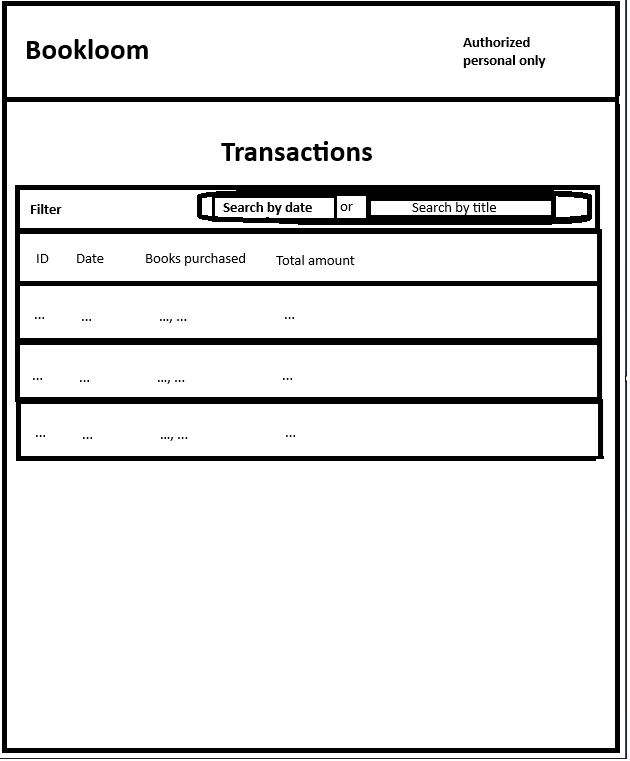 Bookloom
Authorized
personal only
Transactions
Filter
Search by date or Search by title
ID Date Books purchased Total amount
... ... ..., ... ...
... ... ..., ... ...
... ... ..., ... ...